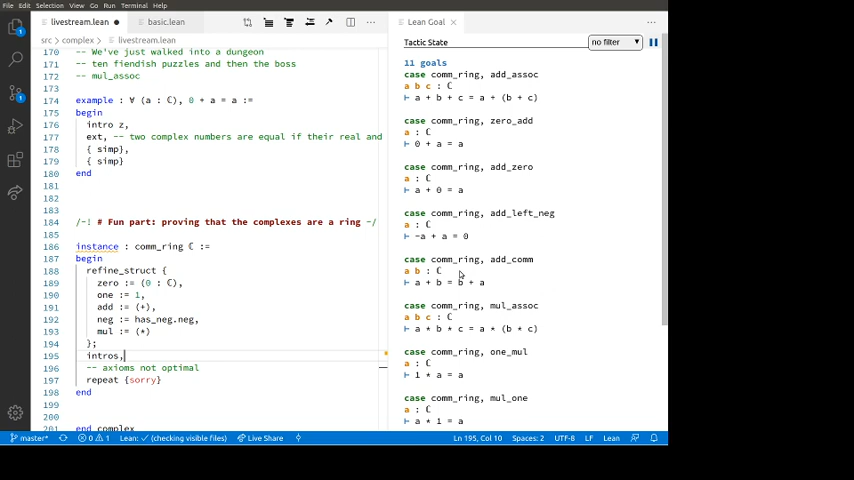 File Edit Selection View Go Run Terminal Help
livestream.lean
basic.lean
src > complex > livestream.lean
170 -- We've just walked into a dungeon
171 -- ten fiendish puzzles and then the boss
172 -- mul_assoc
173
174 example : ∀ (a : ℂ), 0 + a = a :=
175 begin
176 intro z,
177 ext, -- two complex numbers are equal if their real and
178 { simp},
179 { simp}
180 end
181
182
183
184 /-! # Fun part: proving that the complexes are a ring -/
185
186 instance : comm_ring ℂ :=
187 begin
188 refine_struct {
189 zero := (0 : ℂ),
190 one := 1,
191 add := (+),
192 neg := has_neg.neg,
193 mul := (*)
194 };
195 intros,
196 -- axioms not optimal
197 repeat {sorry}
198 end
199
200
201 end complex
Lean Goal
Tactic State
no filter
11 goals
case comm_ring, add_assoc
a b c : ℂ
⊢ a + b + c = a + (b + c)
case comm_ring, zero_add
a : ℂ
⊢ 0 + a = a
case comm_ring, add_zero
a : ℂ
⊢ a + 0 = a
case comm_ring, add_left_neg
a : ℂ
⊢ -a + a = 0
case comm_ring, add_comm
a b : ℂ
⊢ a + b = b + a
case comm_ring, mul_assoc
a b c : ℂ
⊢ a * b * c = a * (b * c)
case comm_ring, one_mul
a : ℂ
⊢ 1 * a = a
case comm_ring, mul_one
a : ℂ
⊢ a * 1 = a
master* 0 1 Lean: ✓ (checking visible files) Live Share Ln 195, Col 10 Spaces: 2 UTF-8 LF Lean